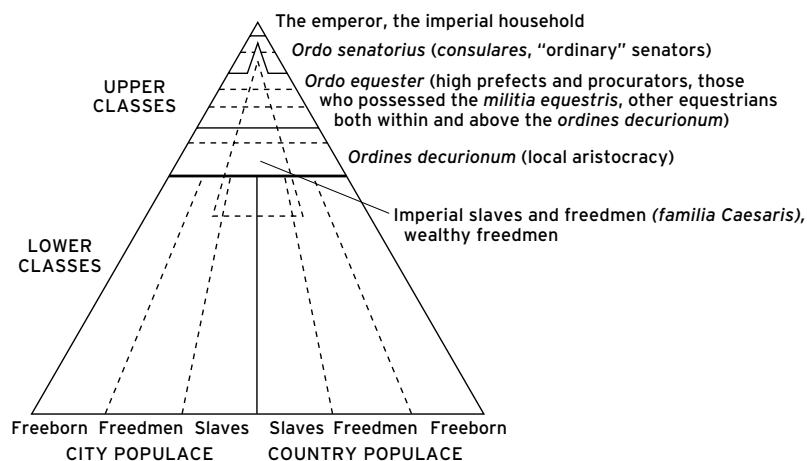 The emperor, the imperial household
Ordo senatorius (consulares, “ordinary” senators)
UPPER
CLASSES
Ordo equester (high prefects and procurators, those
who possessed the militia equestris, other equestrians
both within and above the ordines decurionum)
Ordines decurionum (local aristocracy)
Imperial slaves and freedmen (familia Caesaris),
wealthy freedmen
LOWER
CLASSES
Freeborn Freedmen Slaves Slaves Freedmen Freeborn
CITY POPULACE COUNTRY POPULACE